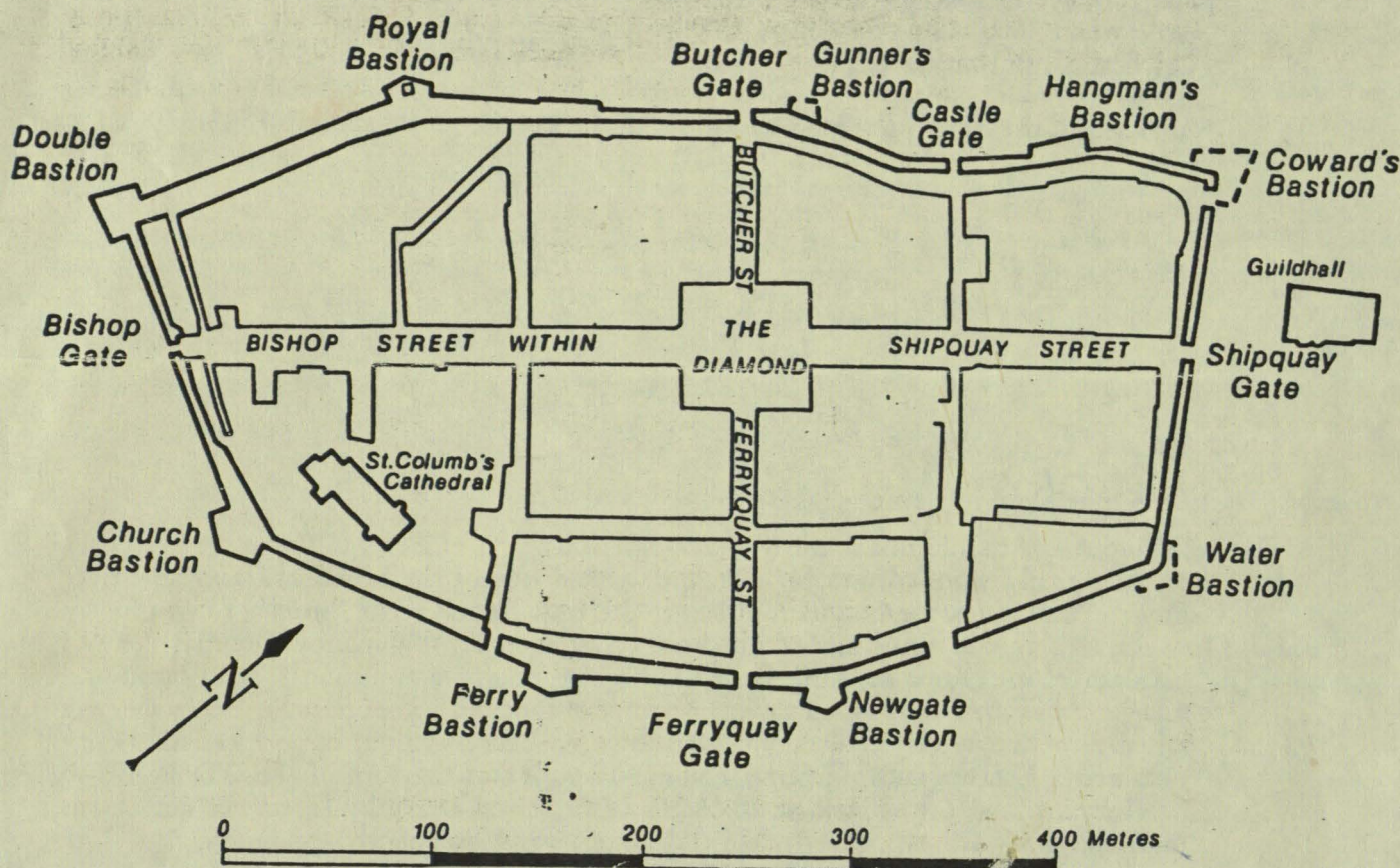 Royal
Bastion
Butcher
Gate
Gunner's
Bastion
Castle
Gate
Hangman's
Bastion
Double
Bastion
Coward's
Bastion
BUTCHER ST
Guildhall
Bishop
Gate
BISHOP STREET WITHIN
THE
DIAMOND
SHIPQUAY STREET
Shipquay
Gate
St.Columb's
Cathedral
FERRYQUAY ST
Church
Bastion
Water
Bastion
N
Ferry
Bastion
Ferryquay
Gate
Newgate
Bastion
0 100 200 300 400 Metres